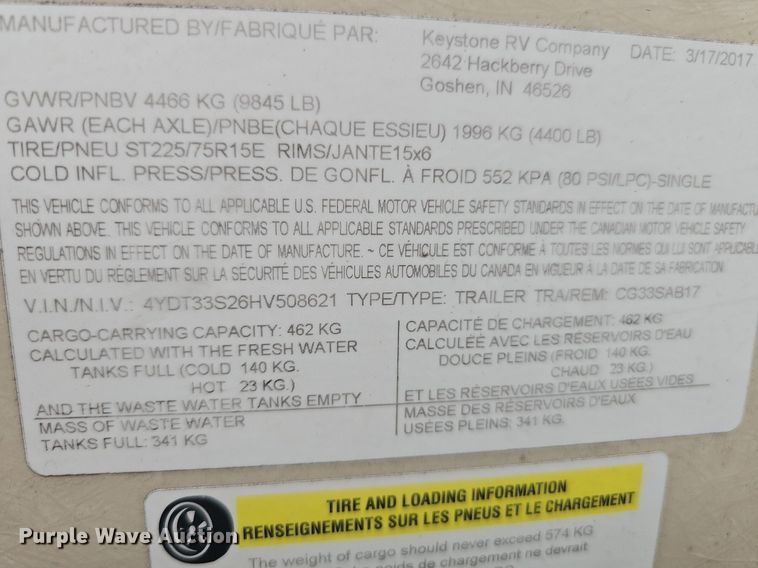 MANUFACTURED BY/FABRIQUÉ PAR: Keystone RV Company DATE: 3/17/2017
2642 Hackberry Drive
Goshen, IN 46526
GVWR/PNBV 4466 KG (9845 LB)
GAWR (EACH AXLE)/PNBE(CHAQUE ESSIEU) 1996 KG (4400 LB)
TIRE/PNEU ST225/75R15E RIMS/JANTE15x6
COLD INFL. PRESS/PRESS. DE GONFL. À FROID 552 KPA (80 PSI/LPC)-SINGLE
THIS VEHICLE CONFORMS TO ALL APPLICABLE U.S. FEDERAL MOTOR VEHICLE SAFETY STANDARDS IN EFFECT ON THE DATE OF MANUFACTU
SHOWN ABOVE. THIS VEHICLE CONFORMS TO ALL APPLICABLE STANDARDS PRESCRIBED UNDER THE CANADIAN MOTOR VEHICLE SAFETY
REGULATIONS IN EFFECT ON THE DATE OF MANUFACTURE. ~ CE VÉHICULE EST CONFORME À TOUTES LES NORMES QUI LUI SONT APPLICABL
EN VERTU DU RÉGLEMENT SUR LA SÉCURITÉ DES VÉHICULES AUTOMOBILES DU CANADA EN VIGUEUR À LA DATE DE SA FABRICATION.
V.I.N./N.I.V.: 4YDT33S26HV508621 TYPE/TYPE: TRAILER TRA/REM: CG33SAB17
CARGO-CARRYING CAPACITY: 462 KG
CALCULATED WITH THE FRESH WATER
TANKS FULL (COLD 140 KG.
HOT 23 KG.)
AND THE WASTE WATER TANKS EMPTY
MASS OF WASTE WATER
TANKS FULL: 341 KG
CAPACITÉ DE CHARGEMENT: 462 KG
CALCULÉE AVEC LES RÉSERVOIRS D'EAU
DOUCE PLEINS (FROID 140 KG.
CHAUD 23 KG.)
ET LES RÉSERVOIRS D'EAUX USÉES VIDES
MASSE DES RÉSERVOIRS D'EAUX
USÉES PLEINS: 341 KG.
TIRE AND LOADING INFORMATION
RENSEIGNEMENTS SUR LES PNEUS ET LE CHARGEMENT
The weight of cargo should never exceed 574 KG
poids de chargement ne devrait
Purple Wave Auction